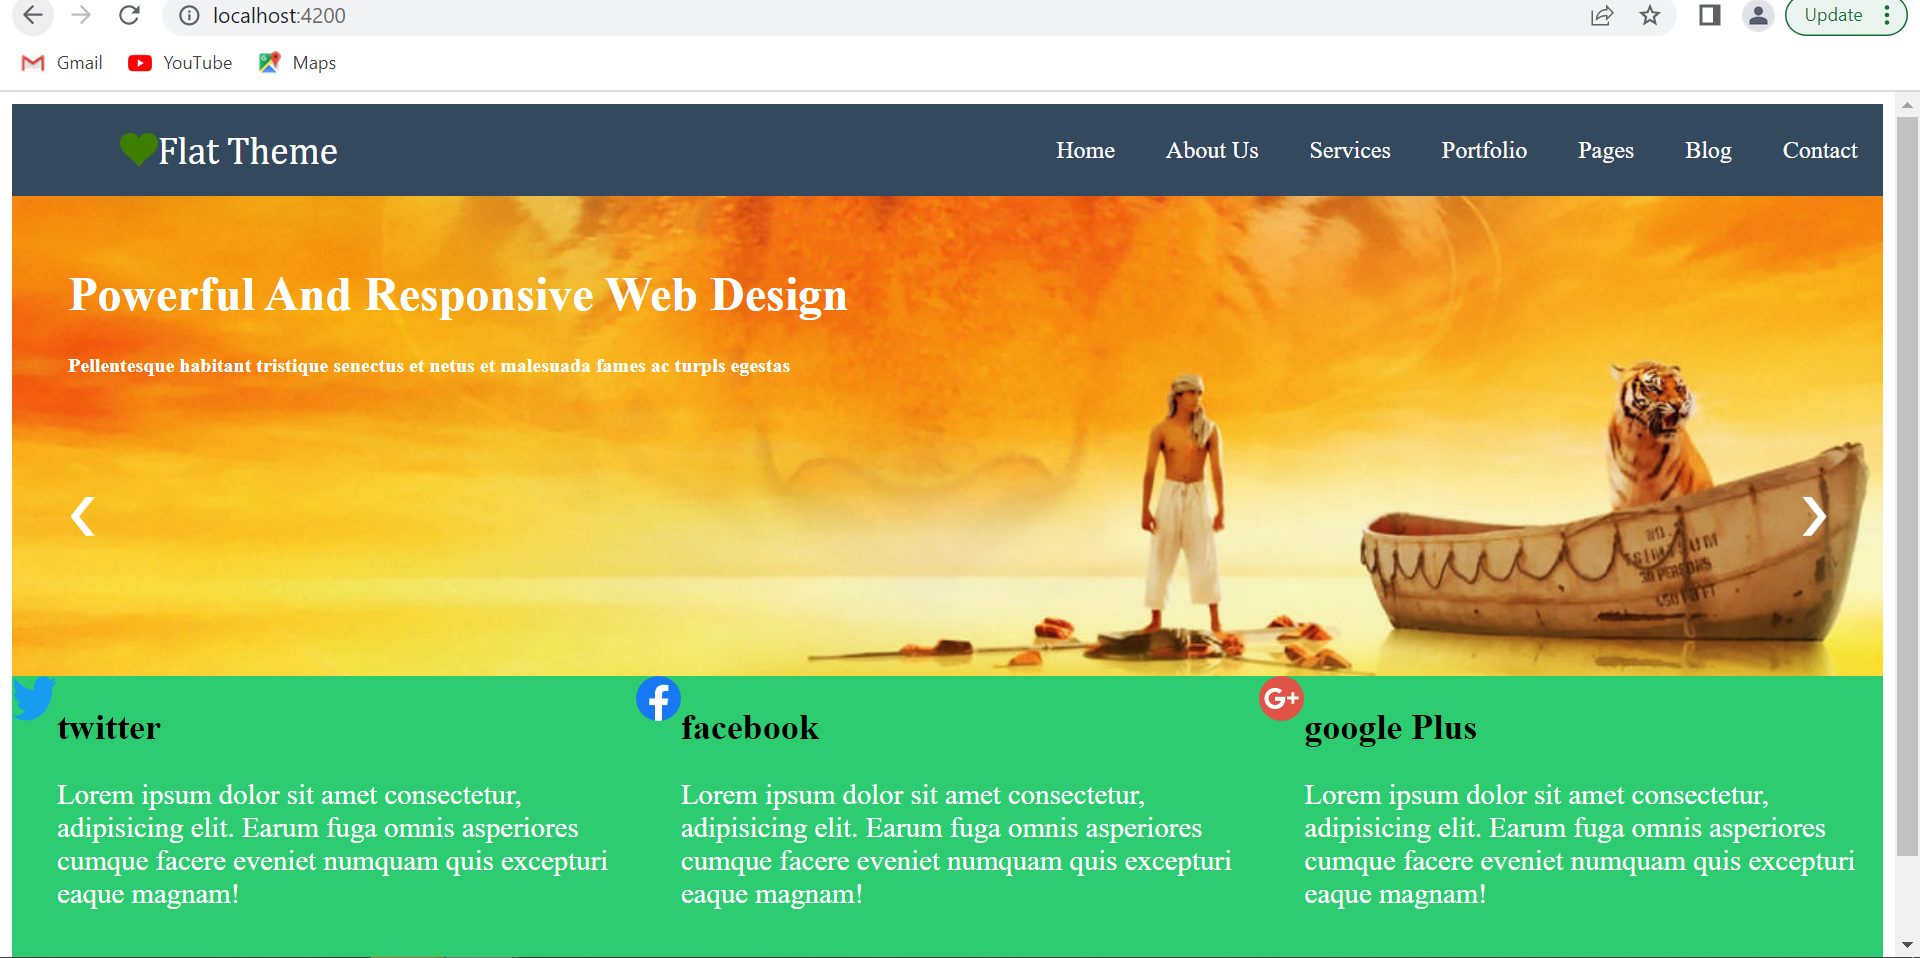 localhost:4200
Update
Gmail YouTube Maps
Flat Theme Home About Us Services Portfolio Pages Blog Contact
Powerful And Responsive Web Design
Pellentesque habitant tristique senectus et netus et malesuada fames ac turpls egestas
twitter
Lorem ipsum dolor sit amet consectetur,
adipisicing elit. Earum fuga omnis asperiores
cumque facere eveniet numquam quis excepturi
eaque magnam!
facebook
Lorem ipsum dolor sit amet consectetur,
adipisicing elit. Earum fuga omnis asperiores
cumque facere eveniet numquam quis excepturi
eaque magnam!
G+
google Plus
Lorem ipsum dolor sit amet consectetur,
adipisicing elit. Earum fuga omnis asperiores
cumque facere eveniet numquam quis excepturi
eaque magnam!